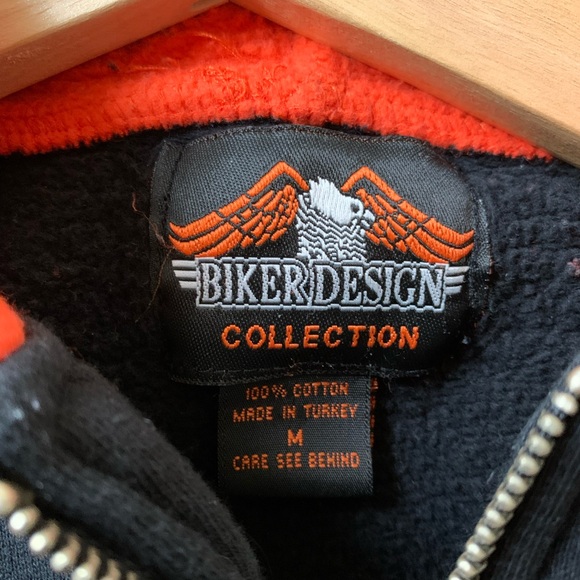 BIKER DESIGN
COLLECTION
100% COTTON
MADE IN TURKEY
M
CARE SEE BEHIND